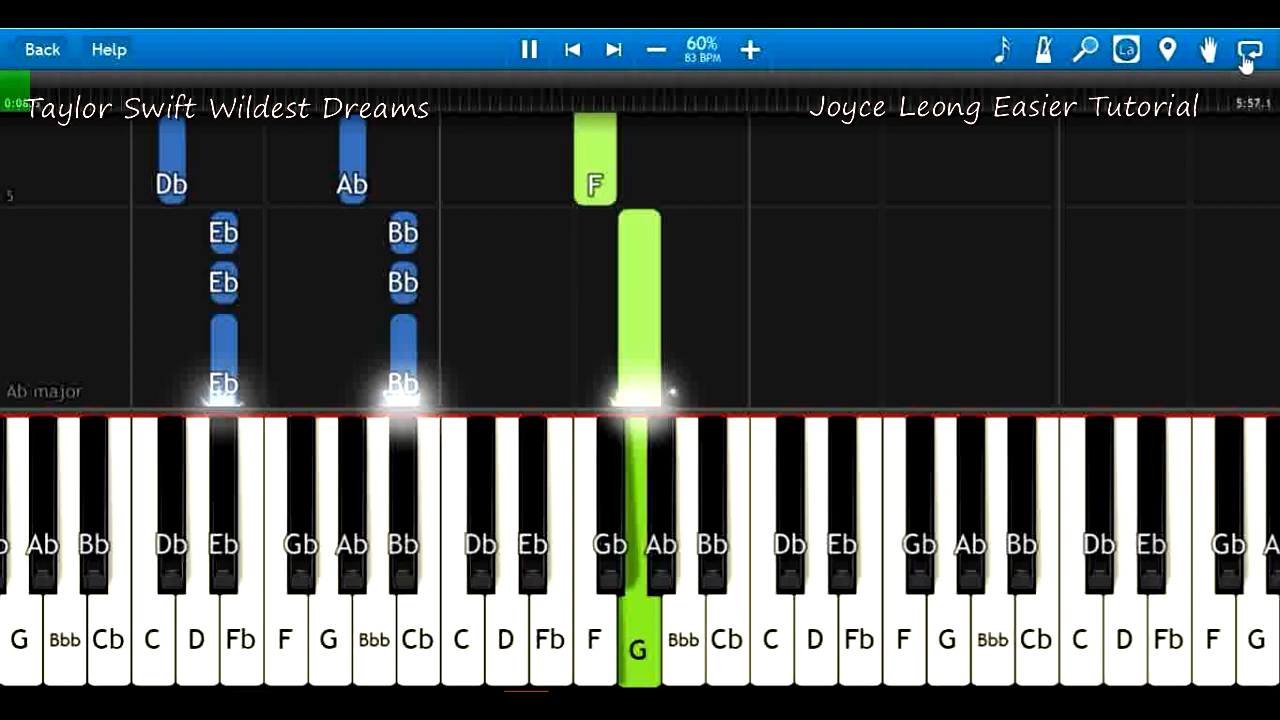 Back Help 60% La
83 BPM
Taylor Swift Wildest Dreams Joyce Leong Easier Tutorial 5:57.1
Db Ab F
5
Eb Bb
Eb Bb
Eb Bb
Ab major
Ab Bb Db Eb Gb Ab Bb Db Eb Gb Ab Bb Db Eb Gb Ab Bb Db Eb Gb
G Bbb Cb C D Fb F G Bbb Cb C D Fb F G Bbb Cb C D Fb F G Bbb Cb C D Fb F G